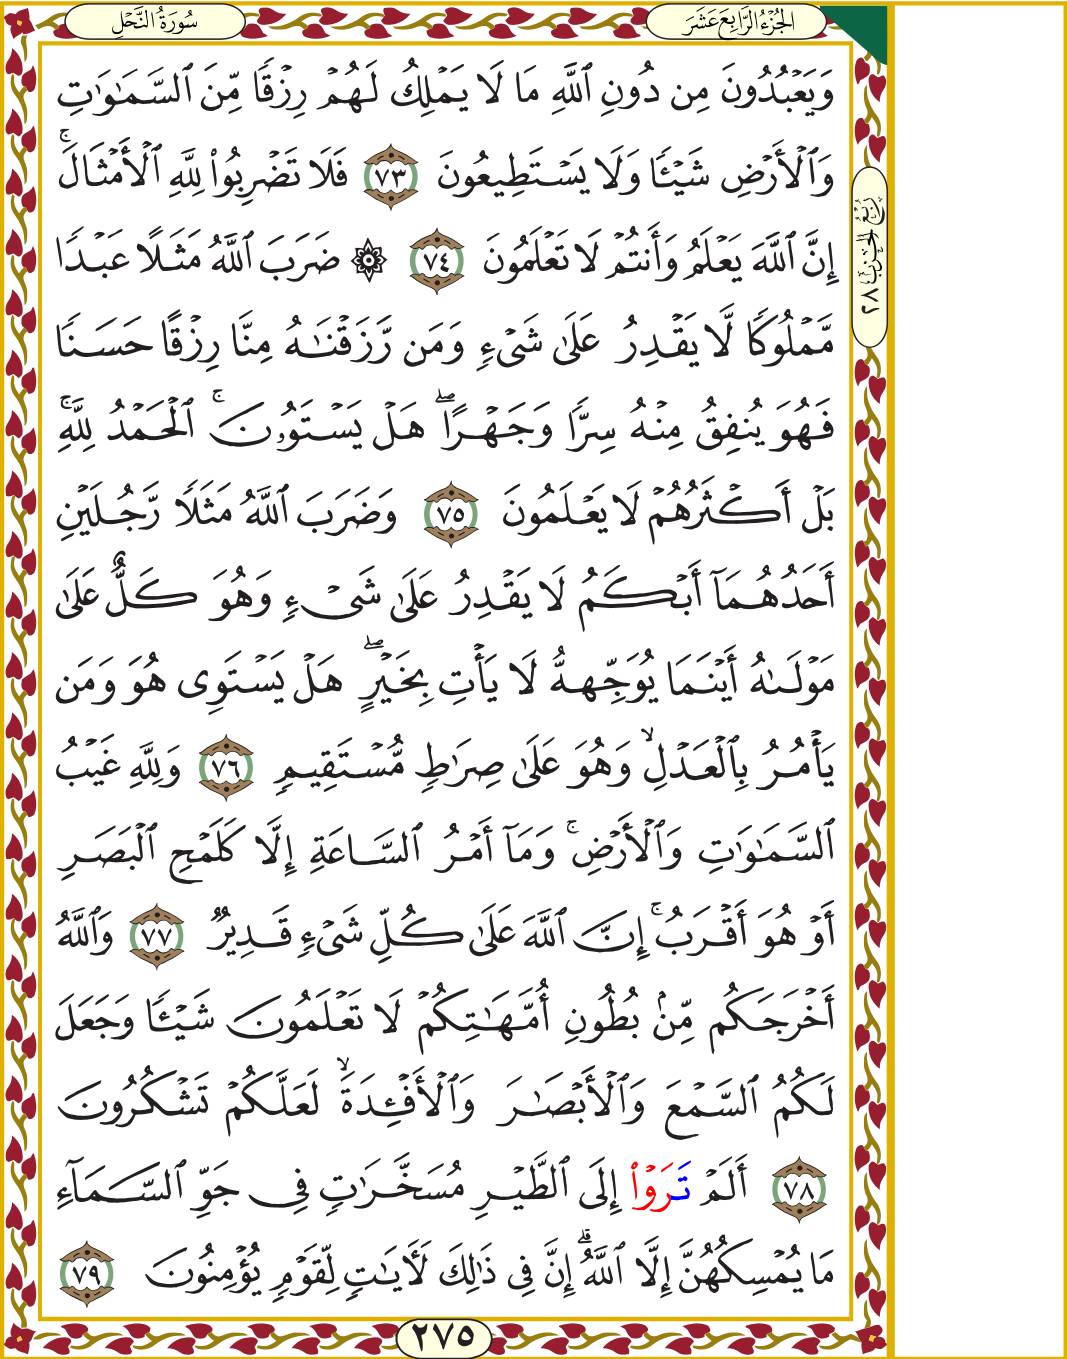 سُورَةُ النَّحْلِ
الجُزْءُ الرَّابِعَ عَشَرَ
وَيَعۡبُدُونَ مِن دُونِ ٱللَّهِ مَا لَا يَمۡلِكُ لَهُمۡ رِزۡقٗا مِّنَ ٱلسَّمَٰوَٰتِ
وَٱلۡأَرۡضِ شَيۡـٔٗا وَلَا يَسۡتَطِيعُونَ ٧٣ فَلَا تَضۡرِبُواْ لِلَّهِ ٱلۡأَمۡثَالَۚ
إِنَّ ٱللَّهَ يَعۡلَمُ وَأَنتُمۡ لَا تَعۡلَمُونَ ٧٤ ۞ ضَرَبَ ٱللَّهُ مَثَلًا عَبۡدٗا
مَّمۡلُوكٗا لَّا يَقۡدِرُ عَلَىٰ شَيۡءٖ وَمَن رَّزَقۡنَٰهُ مِنَّا رِزۡقًا حَسَنٗا
فَهُوَ يُنفِقُ مِنۡهُ سِرّٗا وَجَهۡرًاۖ هَلۡ يَسۡتَوُۥنَۚ ٱلۡحَمۡدُ لِلَّهِۚ
بَلۡ أَكۡثَرُهُمۡ لَا يَعۡلَمُونَ ٧٥ وَضَرَبَ ٱللَّهُ مَثَلٗا رَّجُلَيۡنِ
أَحَدُهُمَآ أَبۡكَمُ لَا يَقۡدِرُ عَلَىٰ شَيۡءٖ وَهُوَ كَلٌّ عَلَىٰ
مَوۡلَىٰهُ أَيۡنَمَا يُوَجِّههُّ لَا يَأۡتِ بِخَيۡرٍۖ هَلۡ يَسۡتَوِي هُوَ وَمَن
يَأۡمُرُ بِٱلۡعَدۡلِۙ وَهُوَ عَلَىٰ صِرَٰطٖ مُّسۡتَقِيمٖ ٧٦ وَلِلَّهِ غَيۡبُ
ٱلسَّمَٰوَٰتِ وَٱلۡأَرۡضِۚ وَمَآ أَمۡرُ ٱلسَّاعَةِ إِلَّا كَلَمۡحِ ٱلۡبَصَرِ
أَوۡ هُوَ أَقۡرَبُۚ إِنَّ ٱللَّهَ عَلَىٰ كُلِّ شَيۡءٖ قَدِيرٞ ٧٧ وَٱللَّهُ
أَخۡرَجَكُم مِّنۢ بُطُونِ أُمَّهَٰتِكُمۡ لَا تَعۡلَمُونَ شَيۡـٔٗا وَجَعَلَ
لَكُمُ ٱلسَّمۡعَ وَٱلۡأَبۡصَٰرَ وَٱلۡأَفۡـِٔدَةَۙ لَعَلَّكُمۡ تَشۡكُرُونَ
٧٨ أَلَمۡ تَرَوۡاْ إِلَى ٱلطَّيۡرِ مُسَخَّرَٰتٖ فِي جَوِّ ٱلسَّمَآءِ
مَا يُمۡسِكُهُنَّ إِلَّا ٱللَّهُۚ إِنَّ فِي ذَٰلِكَ لَأٓيَٰتٖ لِّقَوۡمٖ يُؤۡمِنُونَ ٧٩
رُبْعُ الحِزْبِ ٢٨
٢٧٥